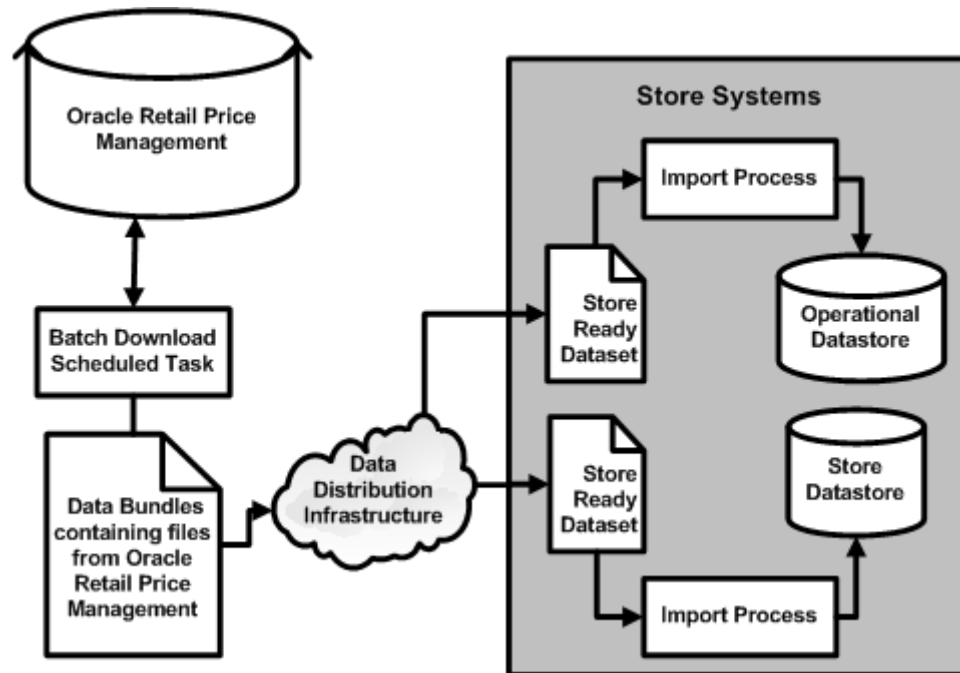 Oracle Retail Price
Management
Batch Download
Scheduled Task
Data Bundles
containing files
from Oracle
Retail Price
Management
Data
Distribution
Infrastructure
Store Systems
Import Process
Store
Ready
Dataset
Operational
Datastore
Store
Ready
Dataset
Store
Datastore
Import Process